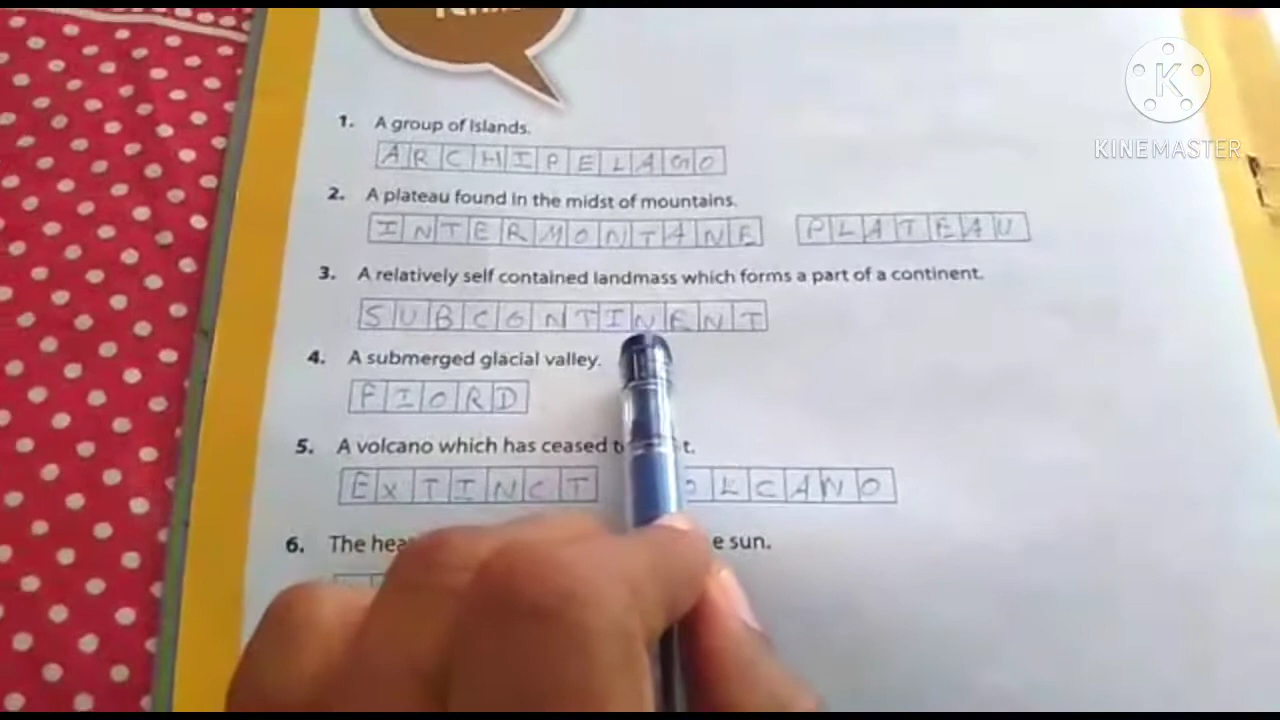 K
KINEMASTER
1. A group of Islands.
ARCHIPELAGO
2. A plateau found in the midst of mountains.
INTERMONTANE PLATEAU
3. A relatively self contained landmass which forms a part of a continent.
SUBCONTINENT
4. A submerged glacial valley.
FIORD
5. A volcano which has ceased t
EXTINCT OLCANO
6. The hea e sun.